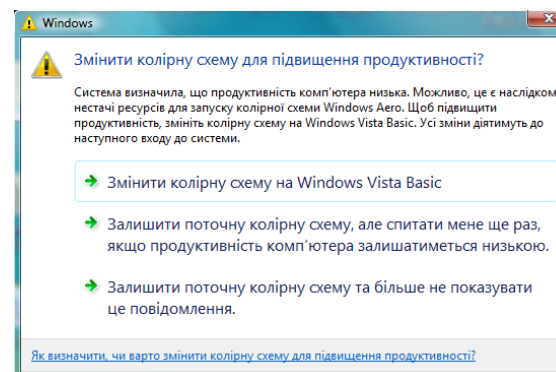 Windows
Змінити колірну схему для підвищення продуктивності?
Система визначила, що продуктивність комп'ютера низька. Можливо, це є наслідком
нестачі ресурсів для запуску колірної схеми Windows Aero. Щоб підвищити
продуктивність, змініть колірну схему на Windows Vista Basic. Усі зміни діятимуть до
наступного входу до системи.
Змінити колірну схему на Windows Vista Basic
Залишити поточну колірну схему, але спитати мене ще раз,
якщо продуктивність комп'ютера залишатиметься низькою.
Залишити поточну колірну схему та більше не показувати
це повідомлення.
Як визначити, чи варто змінити колірну схему для підвищення продуктивності?